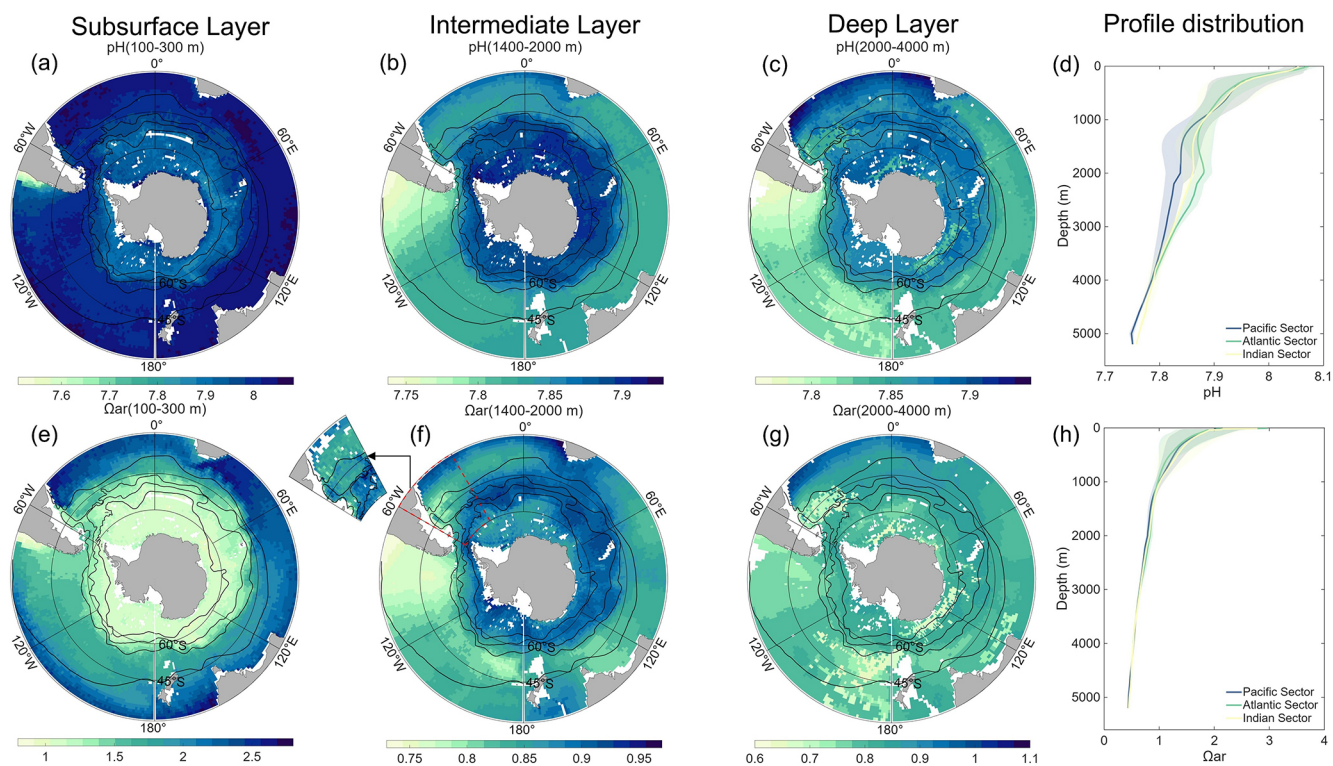 Subsurface Layer
Intermediate Layer
Deep Layer
Profile distribution
pH(100-300 m)
pH(1400-2000 m)
pH(2000-4000 m)
(a)
0°
60°W
60°E
120°W
120°E
60°S
45°S
180°
7.6 7.7 7.8 7.9 8
(b)
0°
60°W
60°E
120°W
120°E
60°S
45°S
180°
7.75 7.8 7.85 7.9
(c)
0°
60°W
60°E
120°W
120°E
60°S
45°S
180°
7.8 7.85 7.9
(d)
0
1000
2000
3000
4000
5000
Depth (m)
Pacific Sector
Atlantic Sector
Indian Sector
7.7 7.8 7.9 8 8.1
pH
Ωar(100-300 m)
Ωar(1400-2000 m)
Ωar(2000-4000 m)
(e)
0°
60°W
60°E
120°W
120°E
60°S
45°S
180°
1 1.5 2 2.5
(f)
0°
60°W
60°E
120°W
120°E
60°S
45°S
180°
0.75 0.8 0.85 0.9 0.95
(g)
0°
60°W
60°E
120°W
120°E
60°S
45°S
180°
0.6 0.7 0.8 0.9 1 1.1
(h)
0
1000
2000
3000
4000
5000
Depth (m)
Pacific Sector
Atlantic Sector
Indian Sector
0 1 2 3 4
Ωar